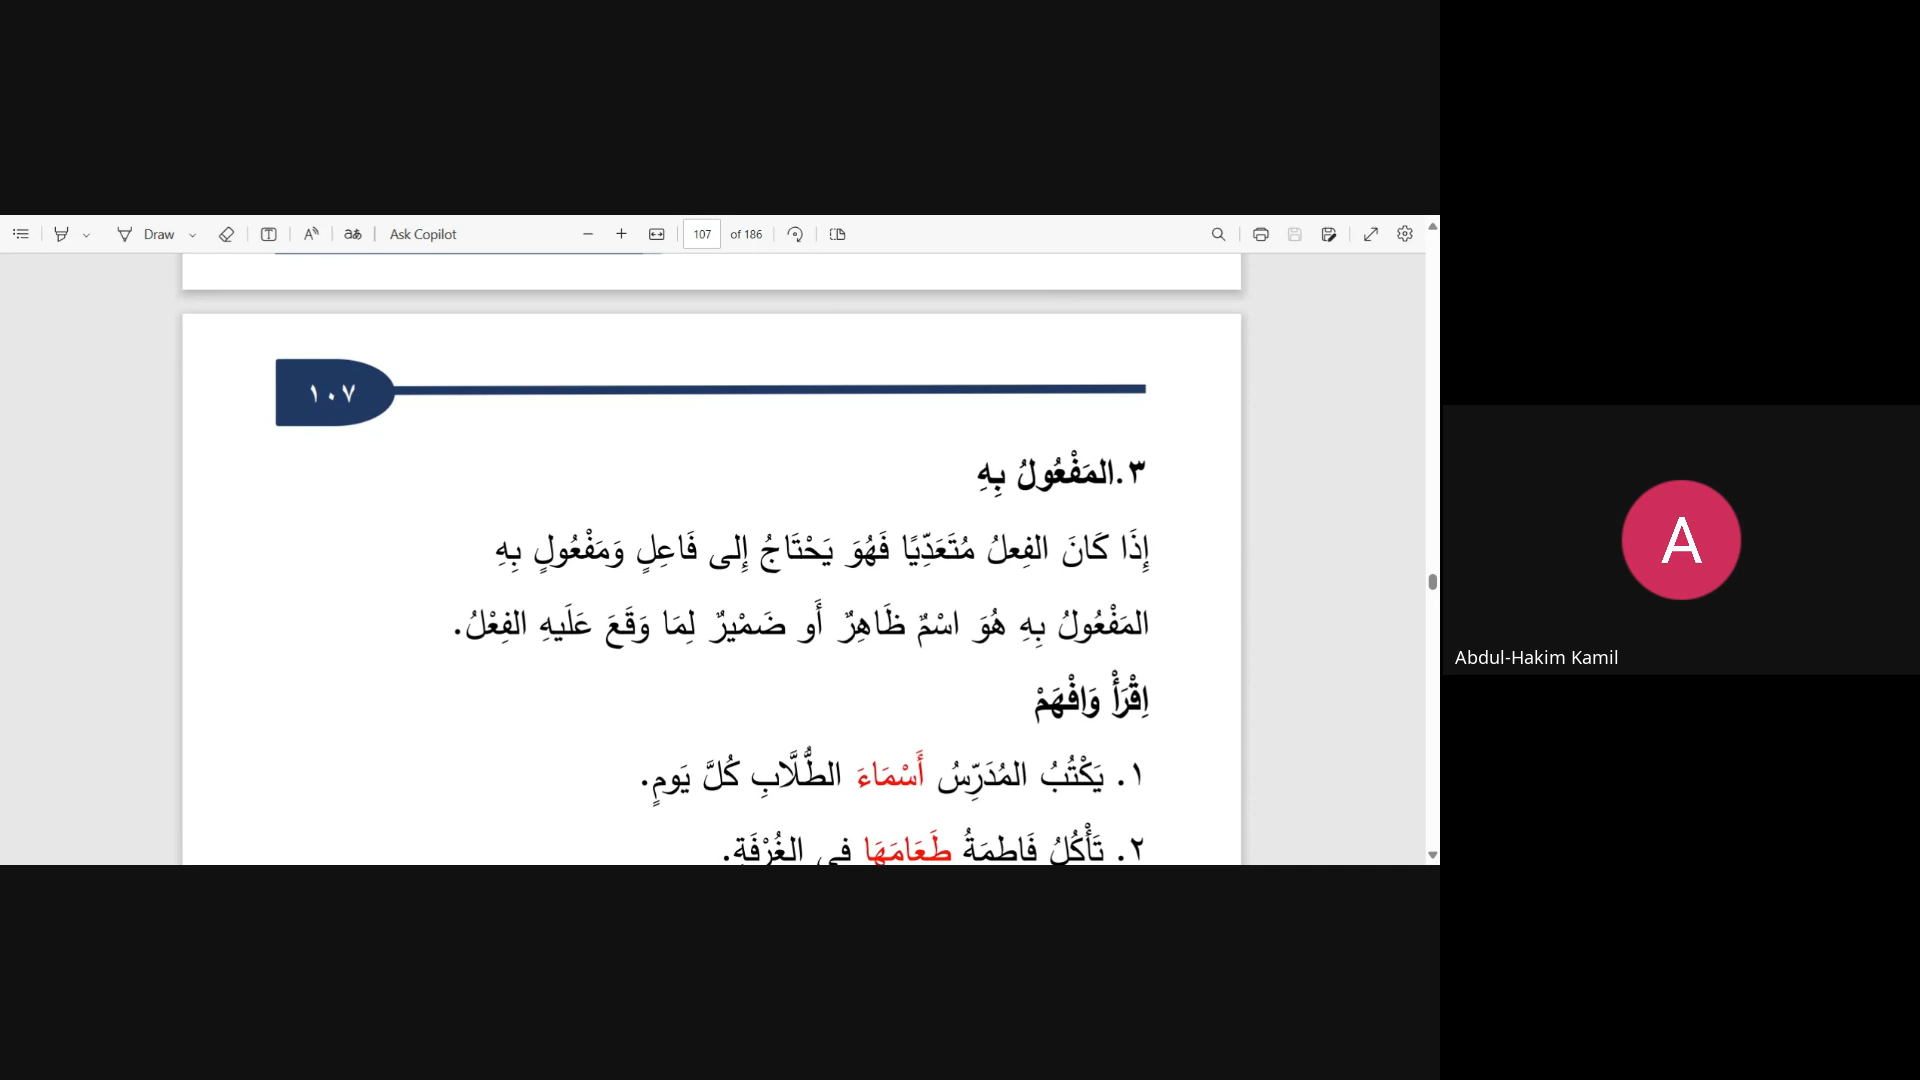 Draw
Ask Copilot
107 of 186
١٠٧
٣.المَفْعُولُ بِهِ
إِذَا كَانَ الفِعلُ مُتَعَدِّيًا فَهُوَ يَحْتَاجُ إِلى فَاعِلٍ وَمَفْعُولٍ بِهِ
المَفْعُولُ بِهِ هُوَ اسْمٌ ظَاهِرٌ أَو ضَمْيرٌ لِمَا وَقَعَ عَلَيهِ الفِعْلُ.
اِقْرَأْ وَافْهَمْ
١. يَكْتُبُ المُدَرِّسُ أَسْمَاءَ الطُّلَّابِ كُلَّ يَومٍ.
٢. تَأْكُلُ فَاطِمَةُ طَعَامَهَا فِي الغُرْفَةِ.
A
Abdul-Hakim Kamil